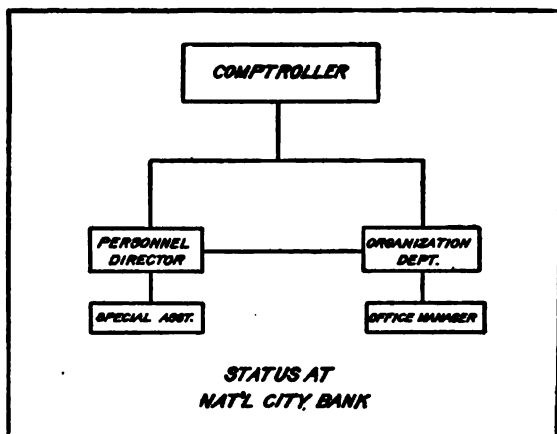 COMPTROLLER
PERSONNEL
DIRECTOR
ORGANIZATION
DEPT.
SPECIAL ASST.
OFFICE MANAGER
STATUS AT
NAT'L CITY, BANK